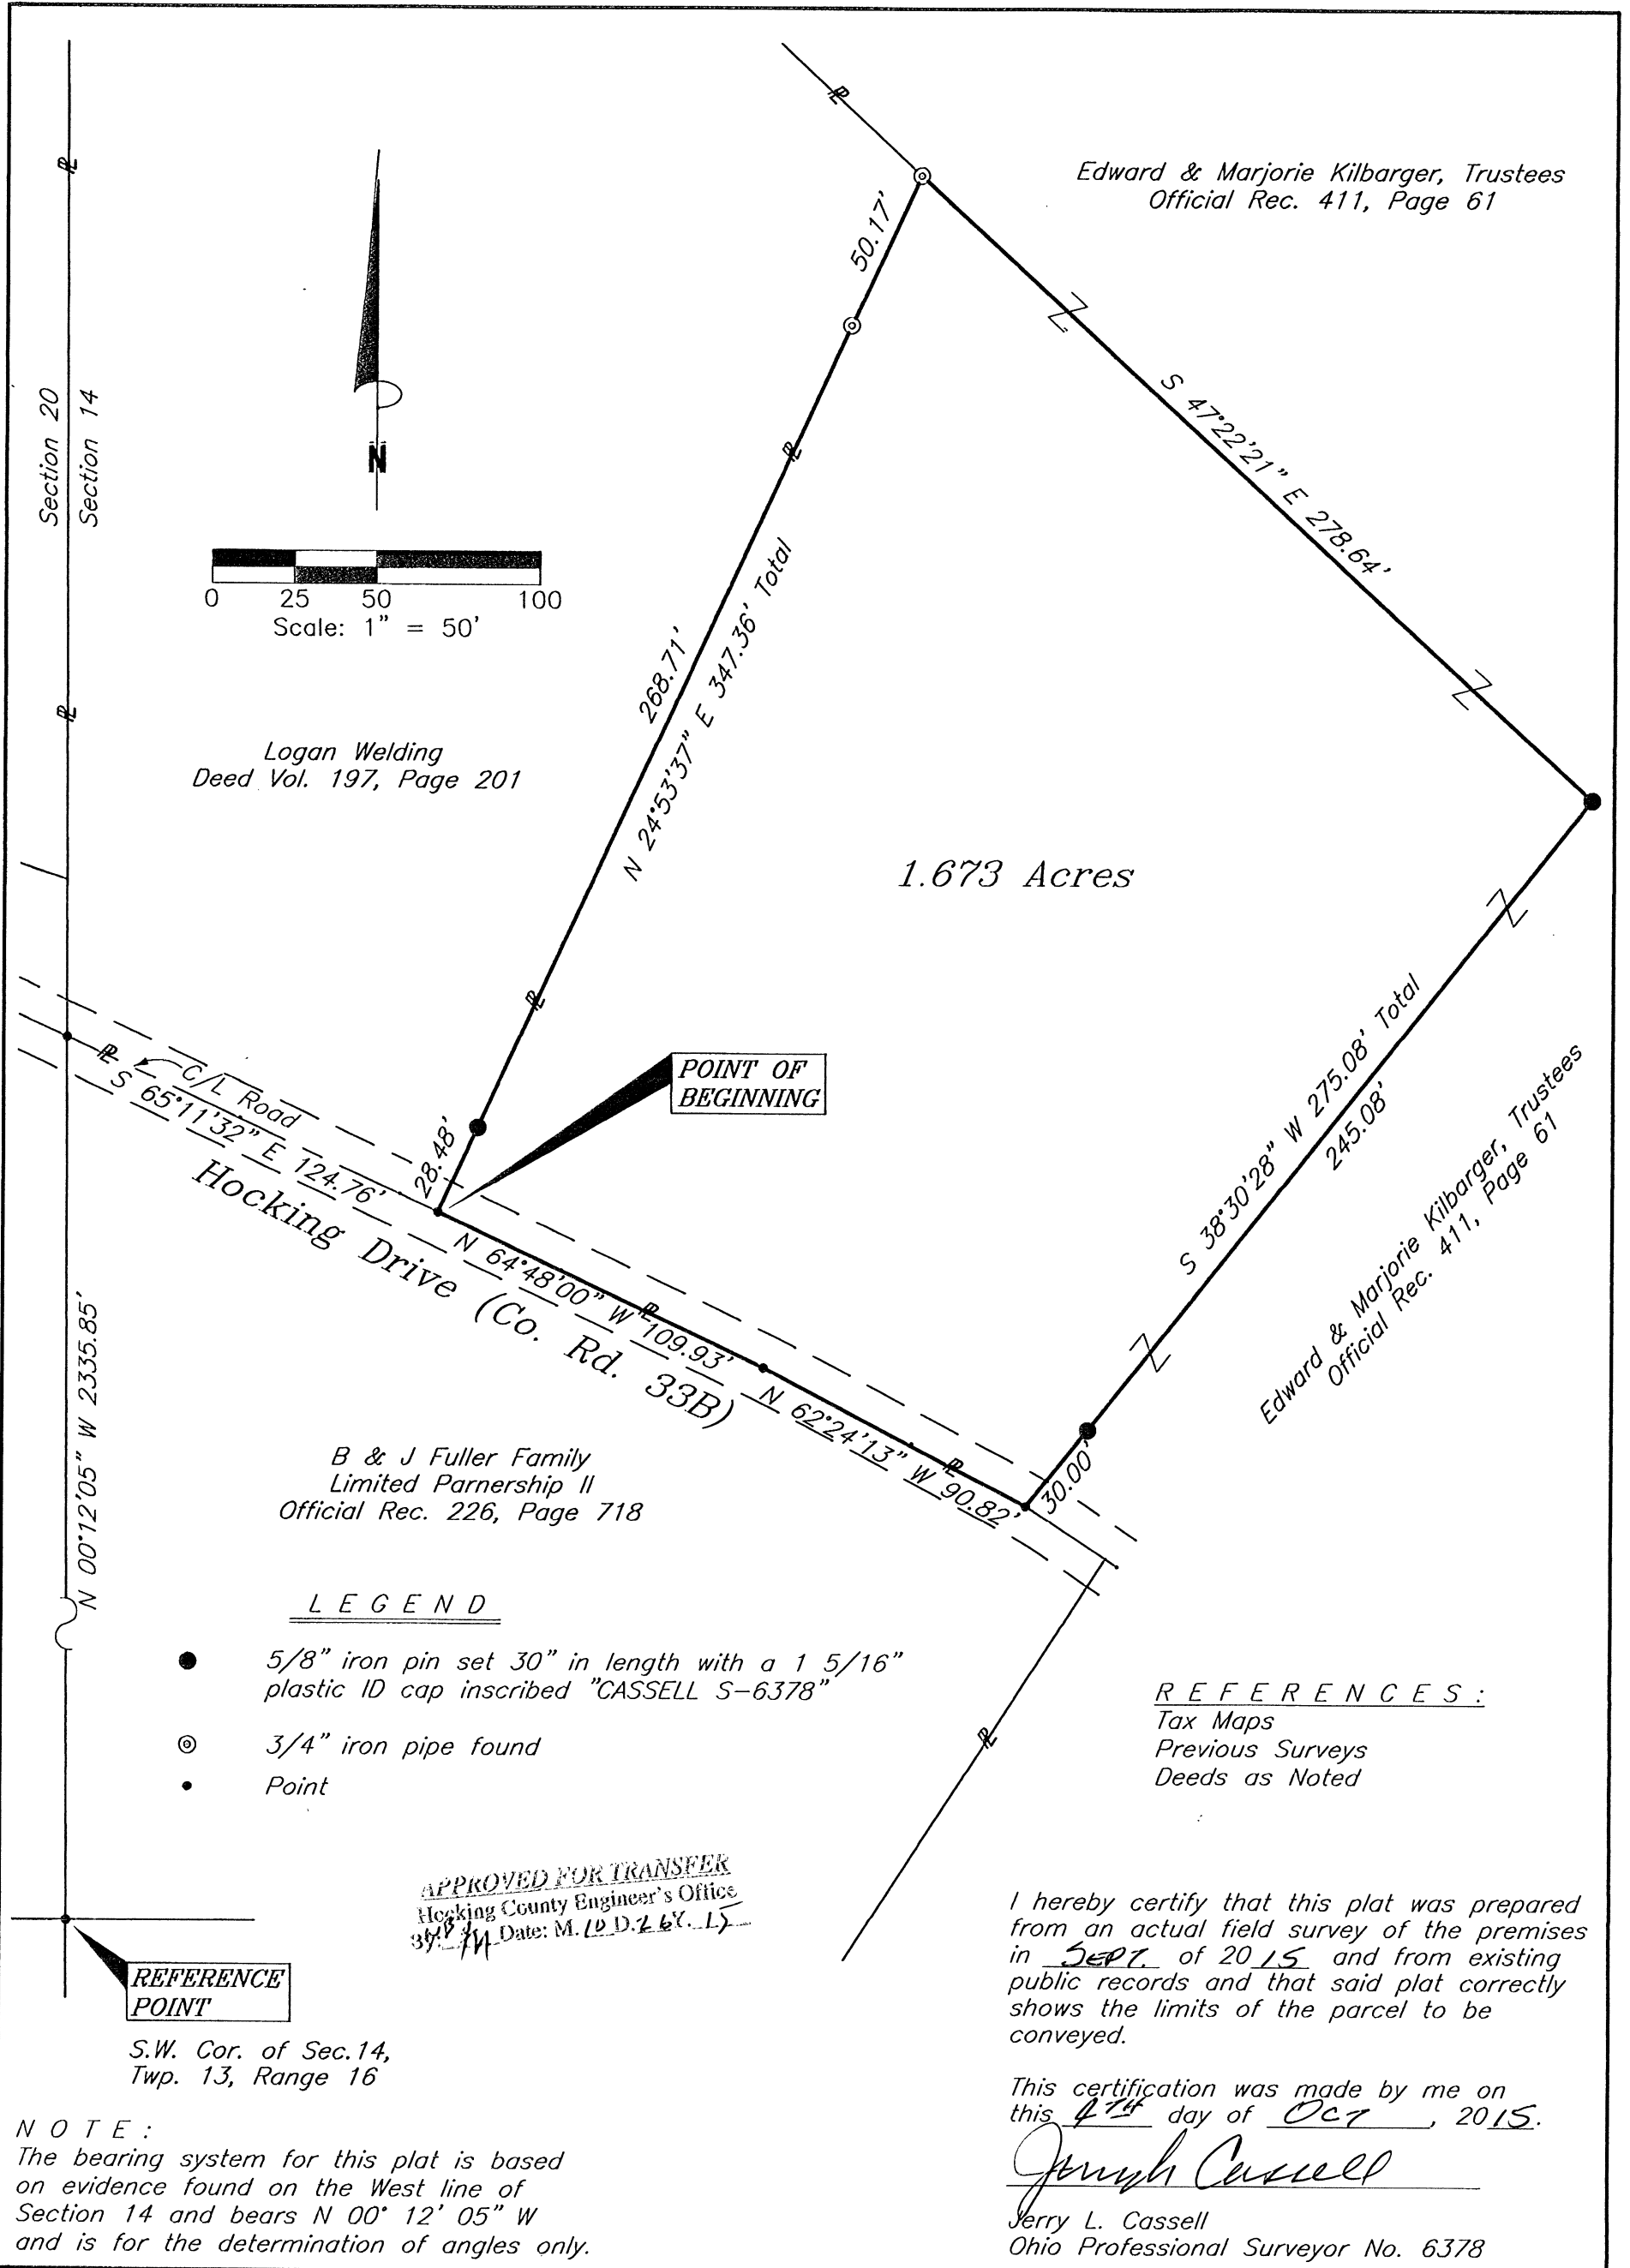 Edward & Marjorie Kilbarger, Trustees
Official Rec. 411, Page 61
50.17'
Section 20
Section 14
N
S 47°22'21" E 278.64'
0 25 50 100
Scale: 1" = 50'
268.71'
N 24°53'37" E 347.36' Total
Logan Welding
Deed Vol. 197, Page 201
1.673 Acres
POINT OF
BEGINNING
C/L Road
S 65°11'32" E 124.76'
28.48'
Hocking Drive (Co. Rd. 33B)
N 64°48'00" W 109.93'
N 62°24'13" W 90.82'
30.00'
S 38°30'28" W 275.08' Total
245.08'
Edward & Marjorie Kilbarger, Trustees
Official Rec. 411, Page 61
N 00°12'05" W 2335.85'
B & J Fuller Family
Limited Parnership II
Official Rec. 226, Page 718
LEGEND
5/8" iron pin set 30" in length with a 1 5/16"
plastic ID cap inscribed "CASSELL S-6378"
3/4" iron pipe found
Point
REFERENCES:
Tax Maps
Previous Surveys
Deeds as Noted
APPROVED FOR TRANSFER
Hocking County Engineer's Office
By: Date: M. 10 D. 26 Y. 15
REFERENCE
POINT
S.W. Cor. of Sec.14,
Twp. 13, Range 16
NOTE:
The bearing system for this plat is based
on evidence found on the West line of
Section 14 and bears N 00° 12' 05" W
and is for the determination of angles only.
I hereby certify that this plat was prepared
from an actual field survey of the premises
in SEPT. of 2015 and from existing
public records and that said plat correctly
shows the limits of the parcel to be
conveyed.
This certification was made by me on
this day of OCT, 2015.
Jerry L. Cassell
Ohio Professional Surveyor No. 6378